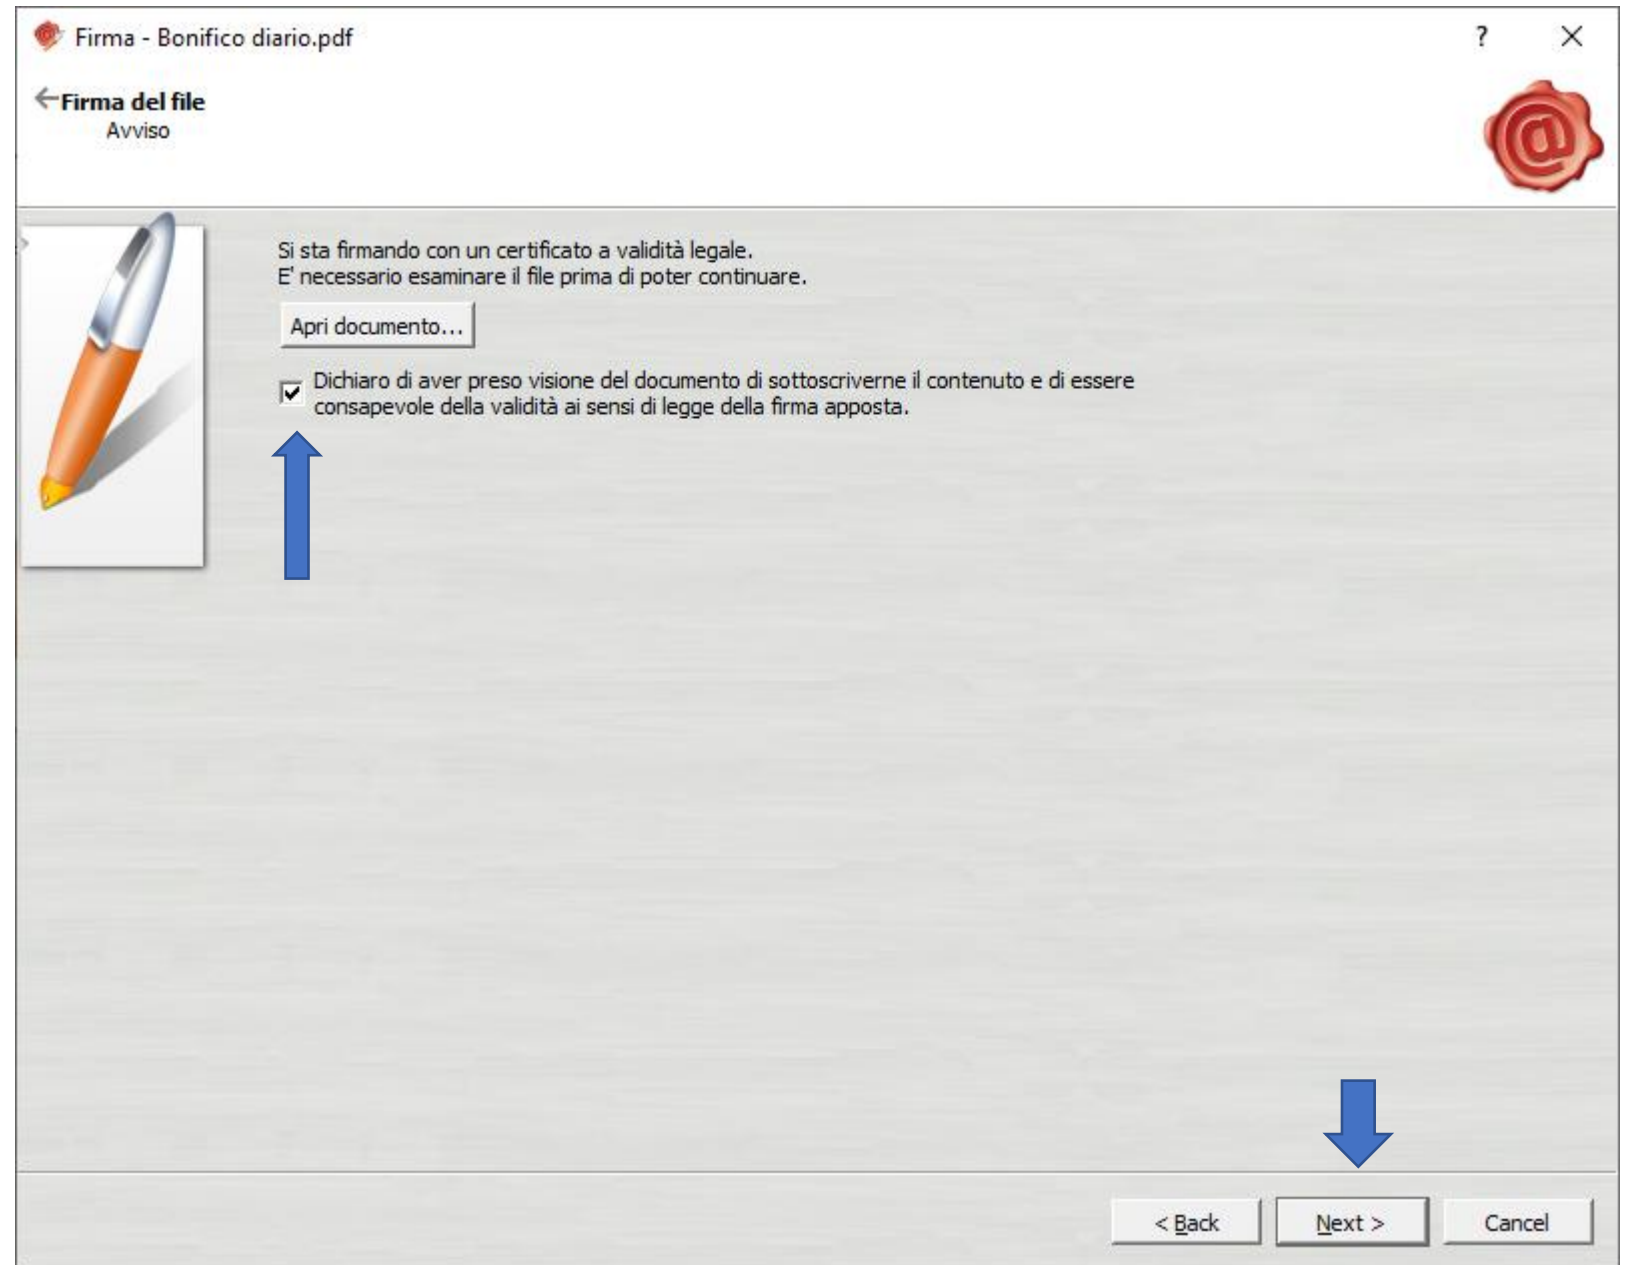 Firma - Bonifico diario.pdf
?
Firma del file
Avviso
@
Si sta firmando con un certificato a validità legale.
E' necessario esaminare il file prima di poter continuare.
Apri documento...
Dichiaro di aver preso visione del documento di sottoscriverne il contenuto e di essere
consapevole della validità ai sensi di legge della firma apposta.
< Back
Next >
Cancel